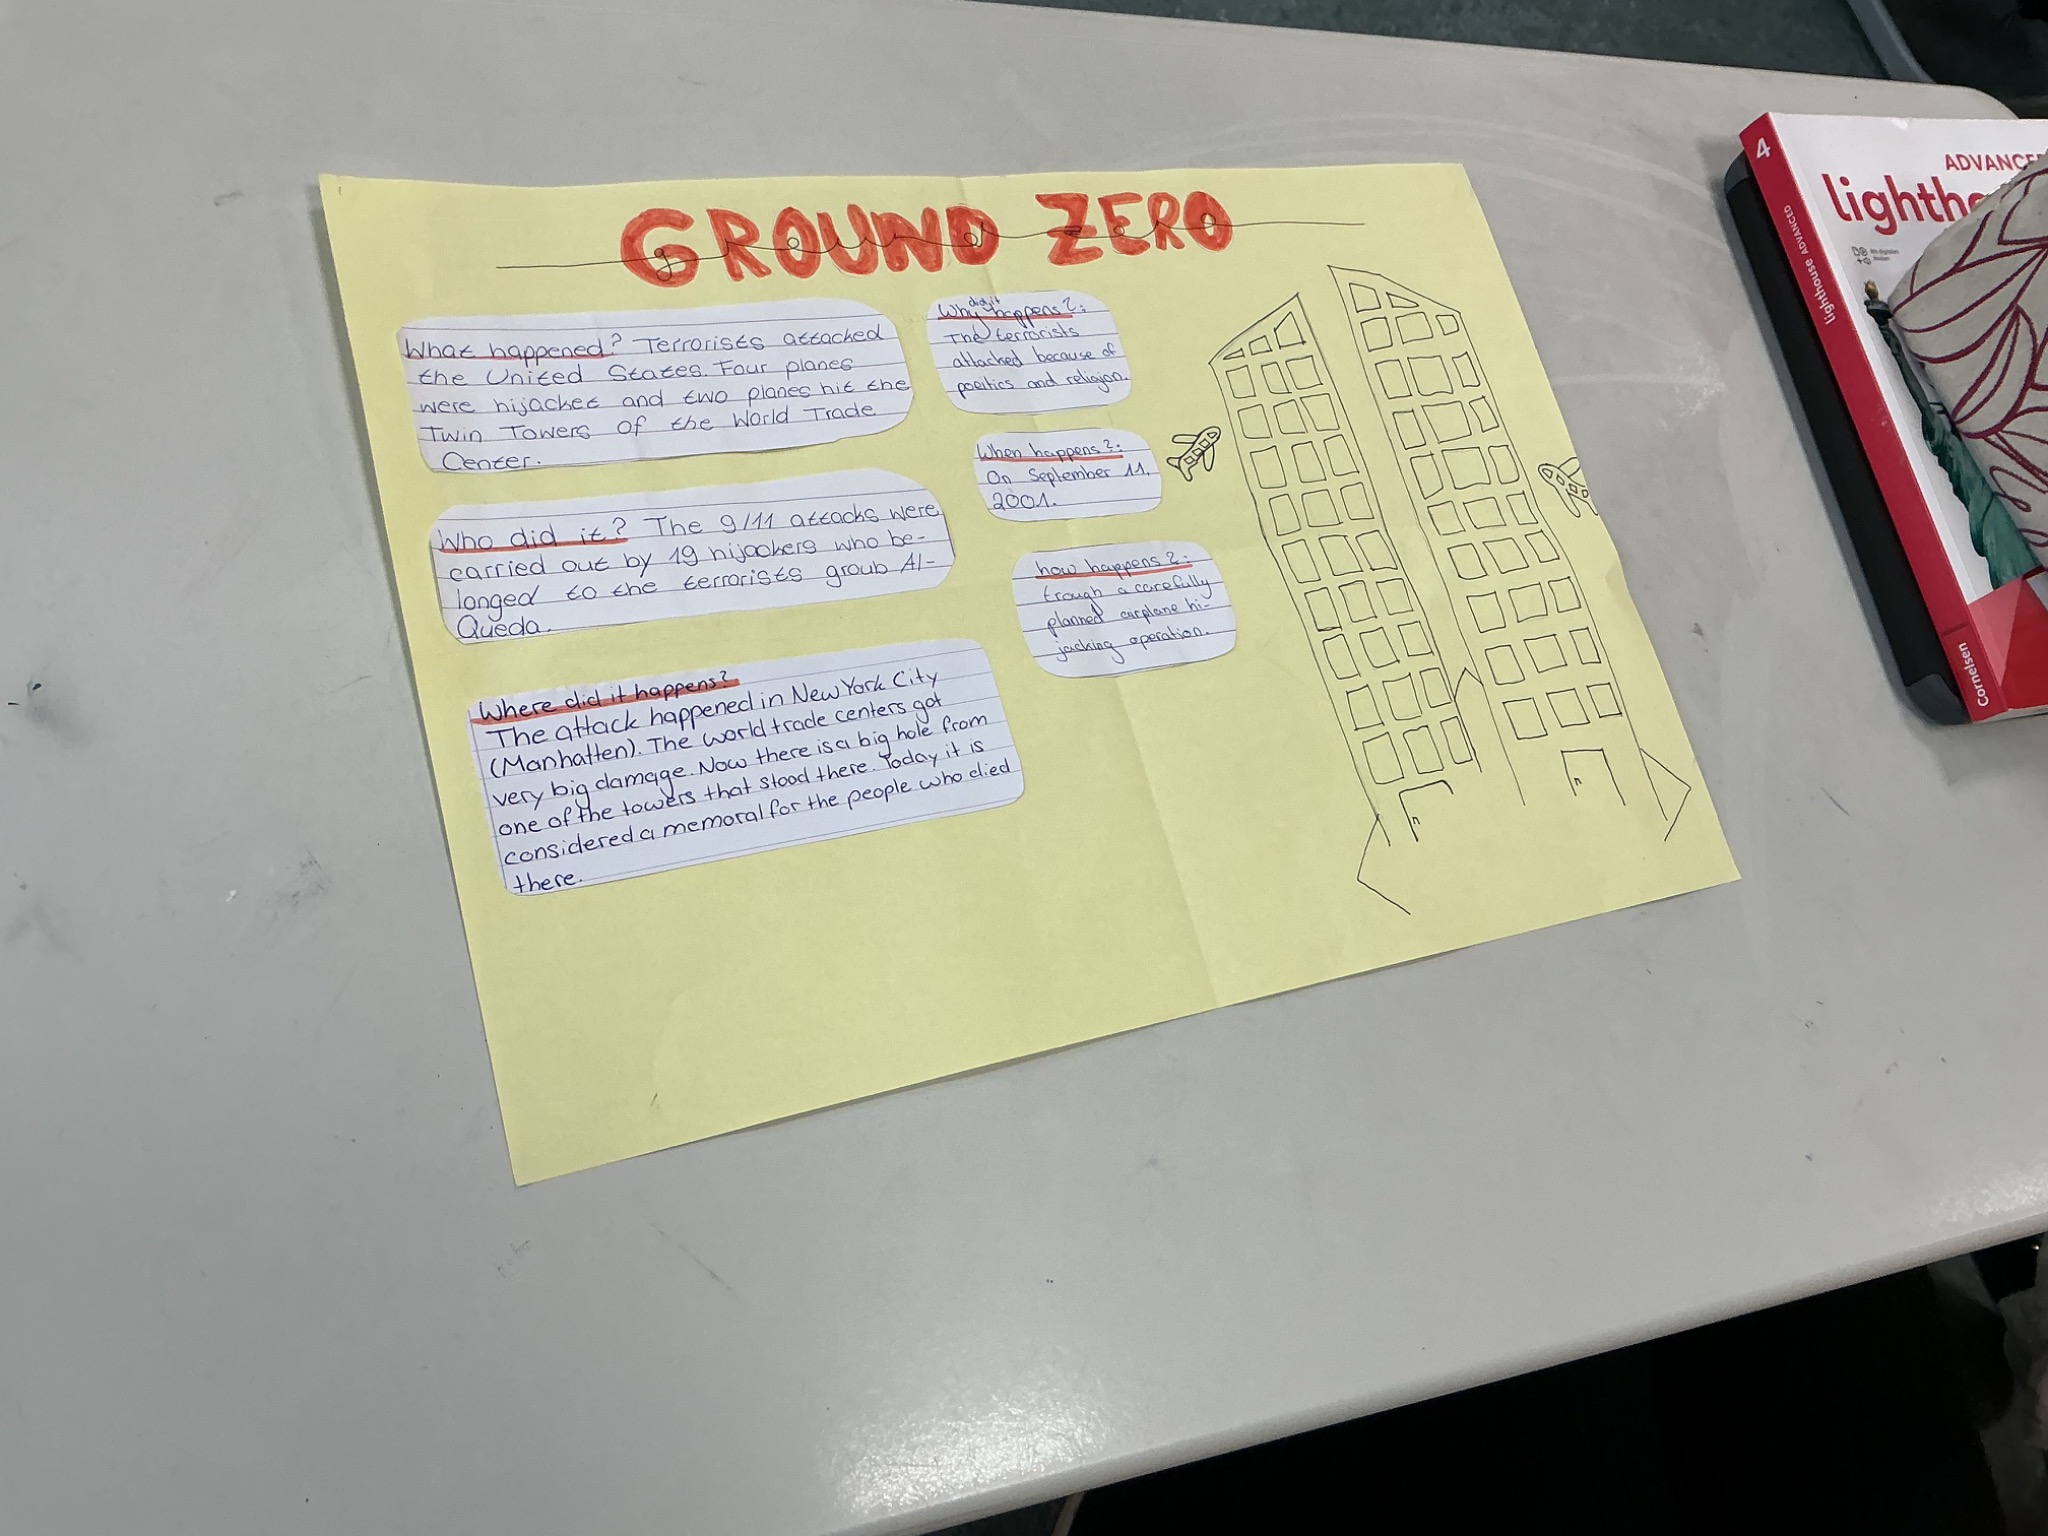 GROUND ZERO
ground zero
What happened? Terrorists attacked
the United States. Four planes
were hijacket and two planes hit the
Twin Towers of the World Trade
Center.
Who did it? The 9/11 attacks were
carried out by 19 hijackers who be-
longed to the terrorists group Al-
Queda.
Where did it happens?
The attack happened in New York City
(Manhatten). The world trade centers got
very big damage. Now there is a big hole from
one of the towers that stood there. Today it is
considered a memoral for the people who died
there.
did it
Why happens?:
The terrorists
attacked because of
politics and religion.
When happens?:
On September 11,
2001.
how happens?:
trough a carefully
planned airplane hi-
jacking operation.
4
ADVANCE
lightho
Lighthouse ADVANCED
Cornelsen